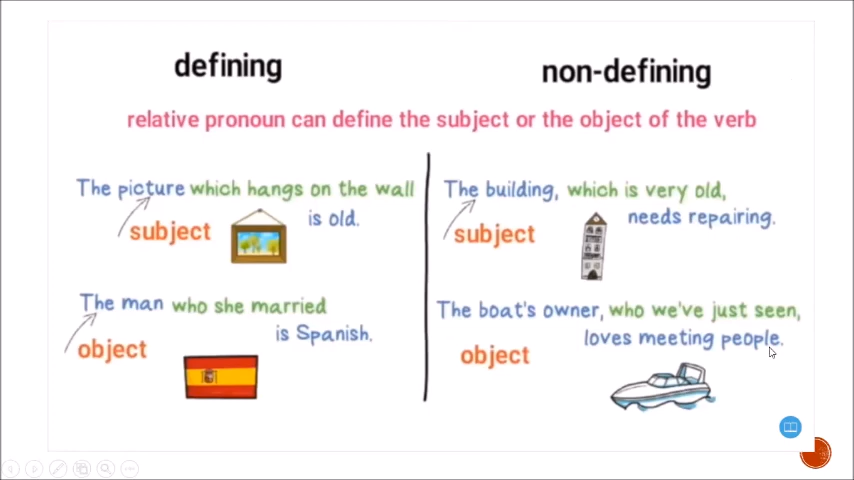 defining
non-defining
relative pronoun can define the subject or the object of the verb
The picture which hangs on the wall
is old.
subject
The man who she married
is Spanish.
object
The building, which is very old,
needs repairing.
subject
The boat's owner, who we've just seen,
loves meeting people.
object